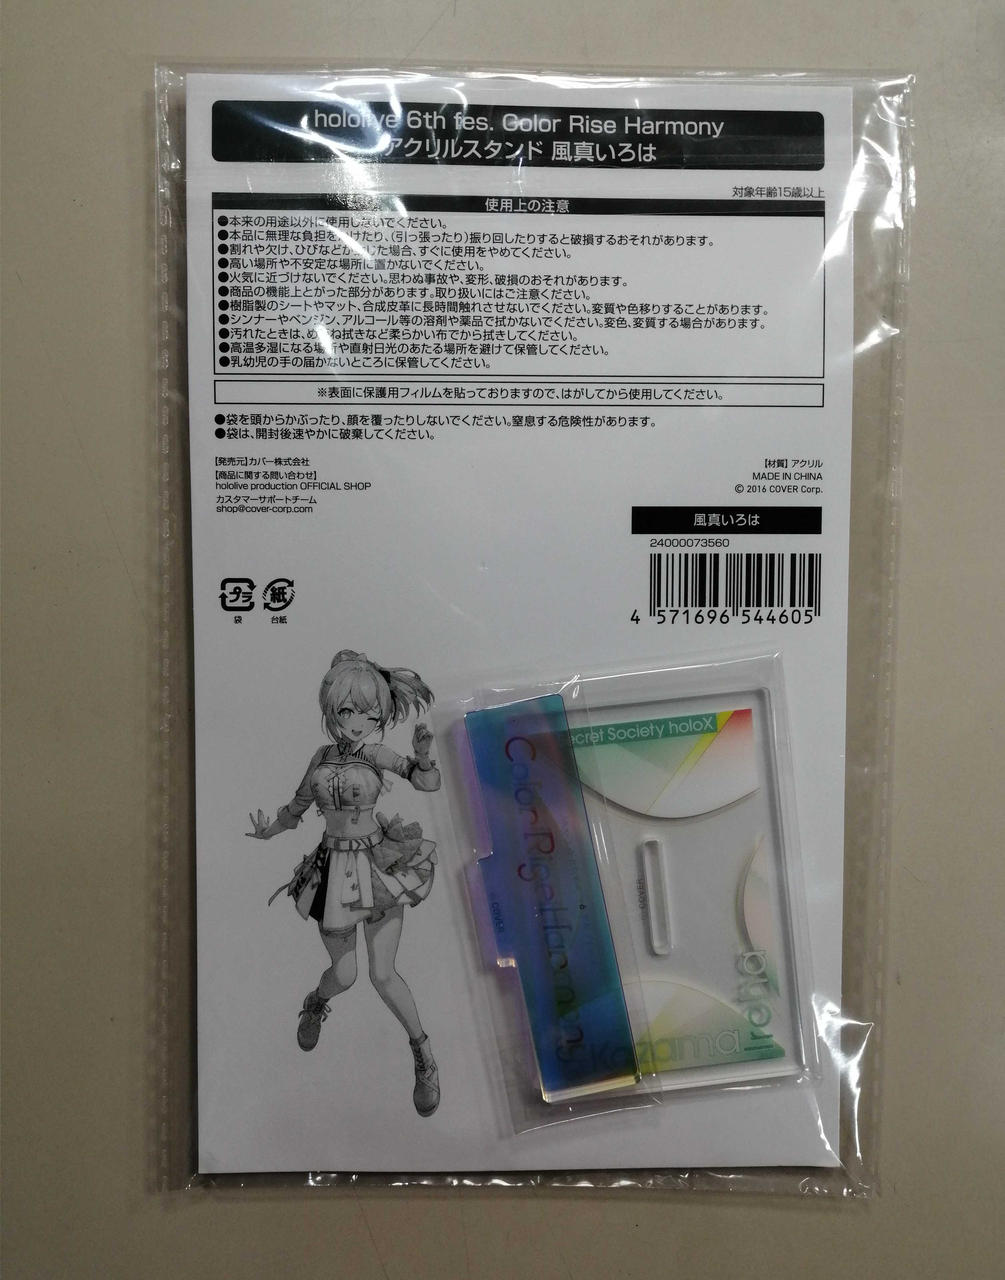 hololive 6th fes. Color Rise Harmony
アクリルスタンド 風真いろは
対象年齢15歳以上
使用上の注意
●本来の用途以外に使用しないでください。
●本品に無理な負担をかけたり、(引っ張ったり)振り回したりすると破損するおそれがあります。
●割れや欠け、ひびなどが生じた場合、すぐに使用をやめてください。
●高い場所や不安定な場所に置かないでください。
●火気に近づけないでください。思わぬ事故や、変形、破損のおそれがあります。
●商品の機能上とがった部分があります。取り扱いにはご注意ください。
●樹脂製のシートやマット、合成皮革に長時間触れさせないでください。変質や色移りすることがあります。
●シンナーやベンジン、アルコール等の溶剤や薬品で拭かないでください。変色、変質する場合があります。
●汚れたときは、めがね拭きなど柔らかい布でから拭きしてください。
●高温多湿になる場所や直射日光のあたる場所を避けて保管してください。
●乳幼児の手の届かないところに保管してください。
※表面に保護用フィルムを貼っておりますので、はがしてから使用してください。
●袋を頭からかぶったり、顔を覆ったりしないでください。窒息する危険性があります。
●袋は、開封後速やかに破棄してください。
【発売元】カバー株式会社
【商品に関する問い合わせ】
hololive production OFFICIAL SHOP
カスタマーサポートチーム
shop@cover-corp.com
【材質】アクリル
MADE IN CHINA
© 2016 COVER Corp.
風真いろは
24000073560
4 571696 544605
プラ
袋
紙
台紙
Secret Society holoX
Color Rise Harmony
© COVER
© COVER
Kazama
Iroha